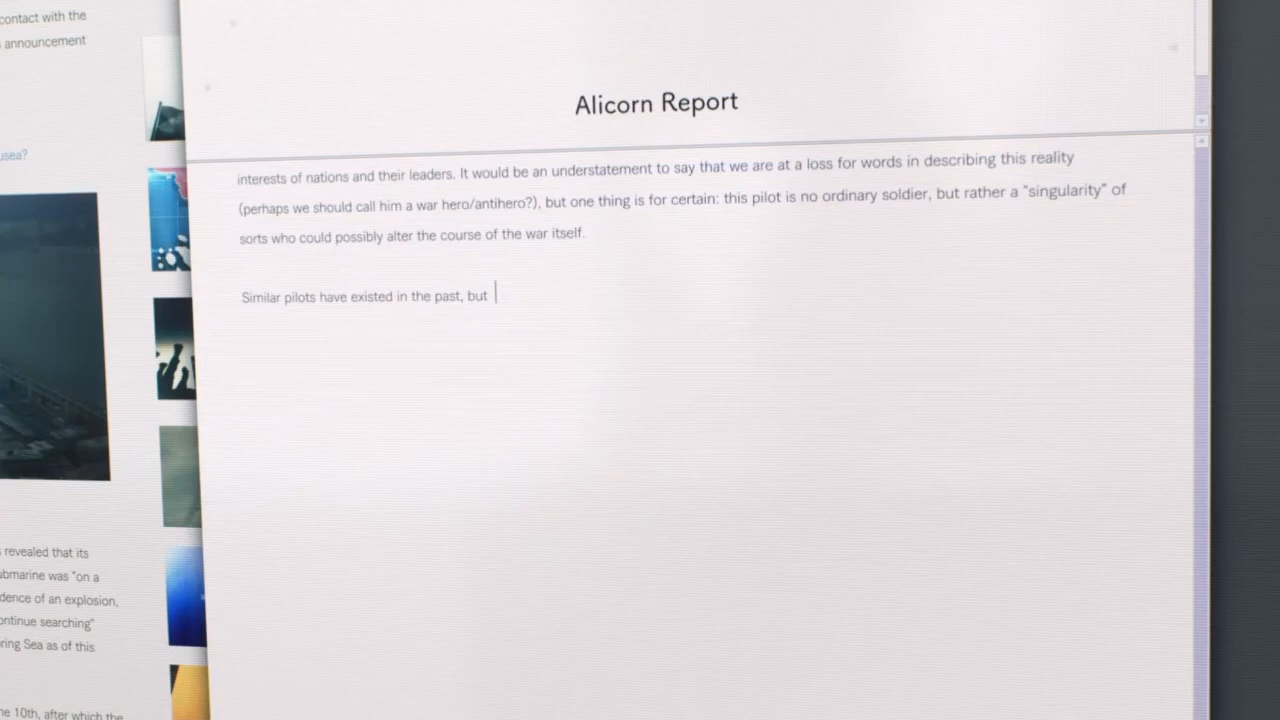 contact with the
announcement
usea?
revealed that its
submarine was "on a
dence of an explosion,
ontinue searching"
ring Sea as of this
10th, after which the
Alicorn Report
interests of nations and their leaders. It would be an understatement to say that we are at a loss for words in describing this reality
(perhaps we should call him a war hero/antihero?), but one thing is for certain: this pilot is no ordinary soldier, but rather a "singularity" of
sorts who could possibly alter the course of the war itself.
Similar pilots have existed in the past, but